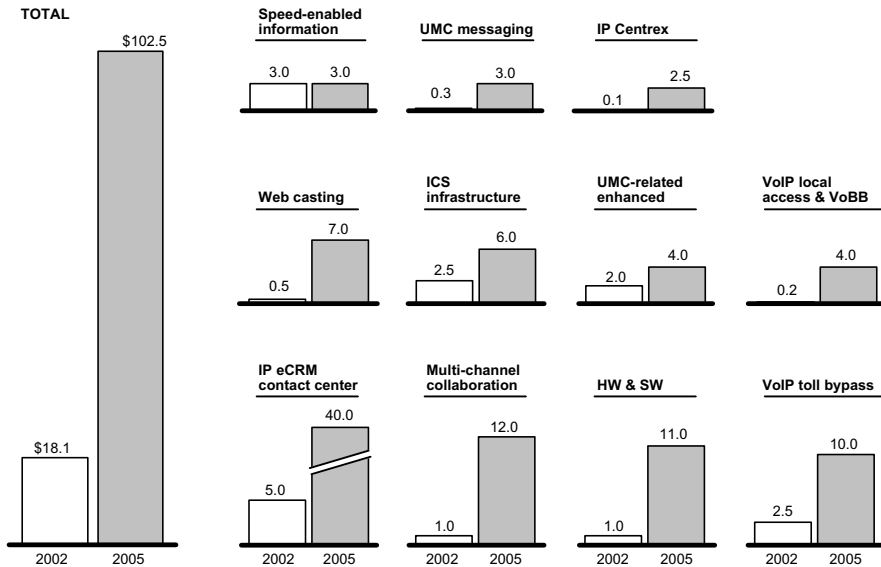 TOTAL
$102.5
$18.1
2002 2005
Speed-enabled
information
3.0 3.0
UMC messaging
0.3 3.0
IP Centrex
0.1 2.5
Web casting
0.5 7.0
ICS
infrastructure
2.5 6.0
UMC-related
enhanced
2.0 4.0
VoIP local
access & VoBB
0.2 4.0
IP eCRM
contact center
5.0 40.0
2002 2005
Multi-channel
collaboration
1.0 12.0
2002 2005
HW & SW
1.0 11.0
2002 2005
VoIP toll bypass
2.5 10.0
2002 2005